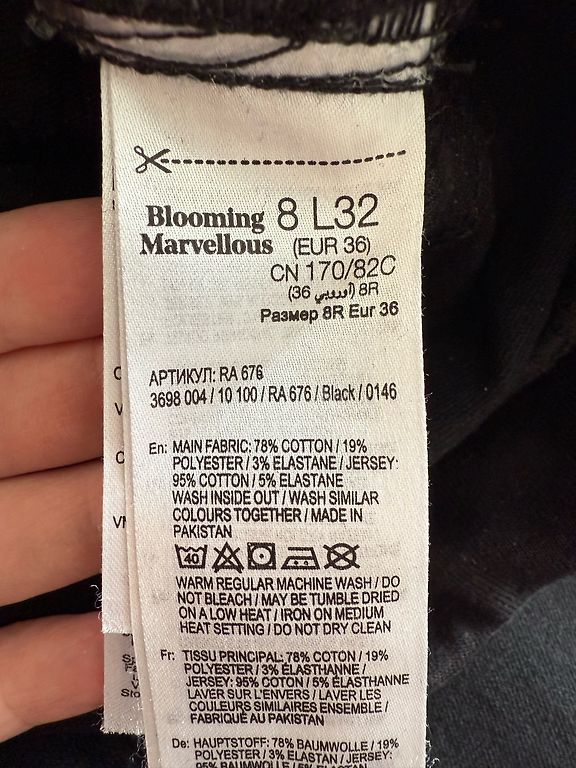 Blooming 8 L32
Marvellous (EUR 36)
CN 170/82C
8R (أوروبي 36)
Размер 8R Eur 36
АРТИКУЛ: RA 676
3698 004 / 10 100 / RA 676 / Black / 0146
En: MAIN FABRIC: 78% COTTON / 19%
POLYESTER / 3% ELASTANE / JERSEY:
95% COTTON / 5% ELASTANE
WASH INSIDE OUT / WASH SIMILAR
COLOURS TOGETHER / MADE IN
PAKISTAN
40
WARM REGULAR MACHINE WASH / DO
NOT BLEACH / MAY BE TUMBLE DRIED
ON A LOW HEAT / IRON ON MEDIUM
HEAT SETTING / DO NOT DRY CLEAN
Fr: TISSU PRINCIPAL: 78% COTON / 19%
POLYESTER / 3% ÉLASTHANNE /
JERSEY: 95% COTON / 5% ÉLASTHANNE
LAVER SUR L'ENVERS / LAVER LES
COULEURS SIMILAIRES ENSEMBLE /
FABRIQUÉ AU PAKISTAN
De: HAUPTSTOFF: 78% BAUMWOLLE / 19%
POLYESTER / 3% ELASTAN / JERSEY:
95% BAUMWOLLE / 5% ELASTAN